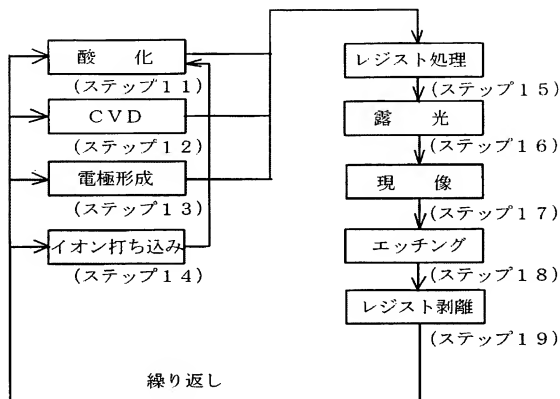 酸　化
(ステップ１１)
ＣＶＤ
(ステップ１２)
電極形成
(ステップ１３)
イオン打ち込み
(ステップ１４)
レジスト処理
(ステップ１５)
露　光
(ステップ１６)
現　像
(ステップ１７)
エッチング
(ステップ１８)
レジスト剥離
(ステップ１９)
繰り返し